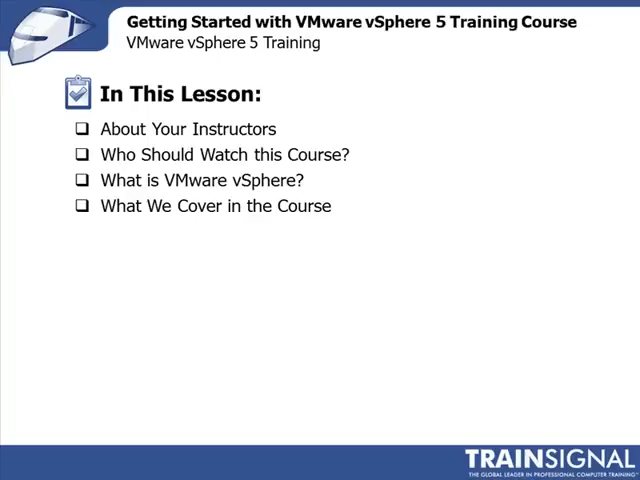 Getting Started with VMware vSphere 5 Training Course
VMware vSphere 5 Training
In This Lesson:
About Your Instructors
Who Should Watch this Course?
What is VMware vSphere?
What We Cover in the Course
TRAINSIGNAL
THE GLOBAL LEADER IN PROFESSIONAL COMPUTER TRAINING